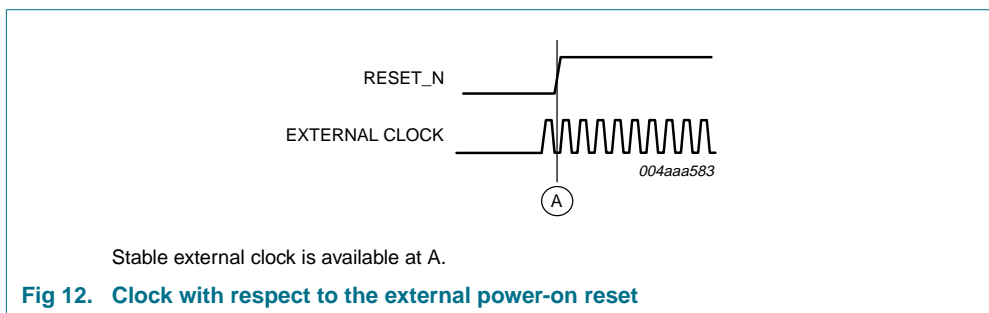 RESET_N
EXTERNAL CLOCK
004aaa583
A
Stable external clock is available at A.
Fig 12. Clock with respect to the external power-on reset